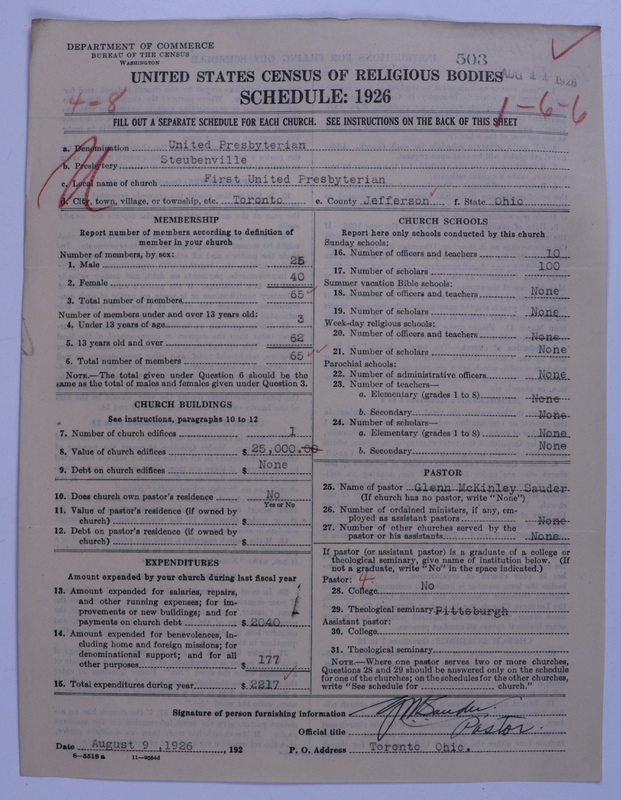 DEPARTMENT OF COMMERCE
BUREAU OF THE CENSUS
WASHINGTON
503
AUG 11 1926
UNITED STATES CENSUS OF RELIGIOUS BODIES
4-8
SCHEDULE: 1926
1-6-6
FILL OUT A SEPARATE SCHEDULE FOR EACH CHURCH. SEE INSTRUCTIONS ON THE BACK OF THIS SHEET
a. Denomination United Presbyterian
b. Presbytery Steubenville
c. Local name of church First United Presbyterian
d. City, town, village, or township, etc. Toronto e. County Jefferson f. State Ohio
MEMBERSHIP
Report number of members according to definition of
member in your church
Number of members, by sex:
1. Male 25
2. Female 40
3. Total number of members 65
Number of members under and over 13 years old:
4. Under 13 years of age 3
5. 13 years old and over 62
6. Total number of members 65
NOTE.—The total given under Question 6 should be the
same as the total of males and females given under Question 3.
CHURCH BUILDINGS
See instructions, paragraphs 10 to 12
7. Number of church edifices 1
8. Value of church edifices $ 25,000.00
9. Debt on church edifices $ None
10. Does church own pastor's residence No
Yes or No
11. Value of pastor's residence (if owned by
church) $
12. Debt on pastor's residence (if owned by
church) $
EXPENDITURES
Amount expended by your church during last fiscal year
13. Amount expended for salaries, repairs,
and other running expenses; for im-
provements or new buildings; and for
payments on church debt $ 2040
14. Amount expended for benevolences, in-
cluding home and foreign missions; for
denominational support; and for all
other purposes $ 177
15. Total expenditures during year $ 2217
CHURCH SCHOOLS
Report here only schools conducted by this church
Sunday schools:
16. Number of officers and teachers 10
17. Number of scholars 100
Summer vacation Bible schools:
18. Number of officers and teachers None
19. Number of scholars None
Week-day religious schools:
20. Number of officers and teachers None
21. Number of scholars None
Parochial schools:
22. Number of administrative officers None
23. Number of teachers—
a. Elementary (grades 1 to 8) None
b. Secondary None
24. Number of scholars—
a. Elementary (grades 1 to 8) None
b. Secondary None
PASTOR
25. Name of pastor Glenn McKinley Sauder
(If church has no pastor, write "None")
26. Number of ordained ministers, if any, em-
ployed as assistant pastors None
27. Number of other churches served by the
pastor or his assistants None
If pastor (or assistant pastor) is a graduate of a college or
theological seminary, give name of institution below. (If
not a graduate, write "No" in the space indicated.)
Pastor: 4
28. College No
29. Theological seminary Pittsburgh
Assistant pastor:
30. College
31. Theological seminary
NOTE.—Where one pastor serves two or more churches,
Questions 28 and 29 should be answered only on the schedule
for one of the churches; on the schedules for the other churches,
write "See schedule for church."
Signature of person furnishing information G M Sauder
Official title Pastor
Date August 9 ,1926 192 P. O. Address Toronto Ohio.
8—5518 a